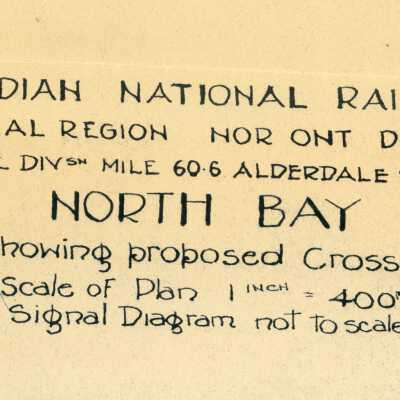 DIAN NATIONAL RAI
AL REGION NOR ONT D
L DIVSN MILE 60.6 ALDERDALE
NORTH BAY
howing proposed Cross
Scale of Plan 1 INCH = 400'
Signal Diagram not to scale